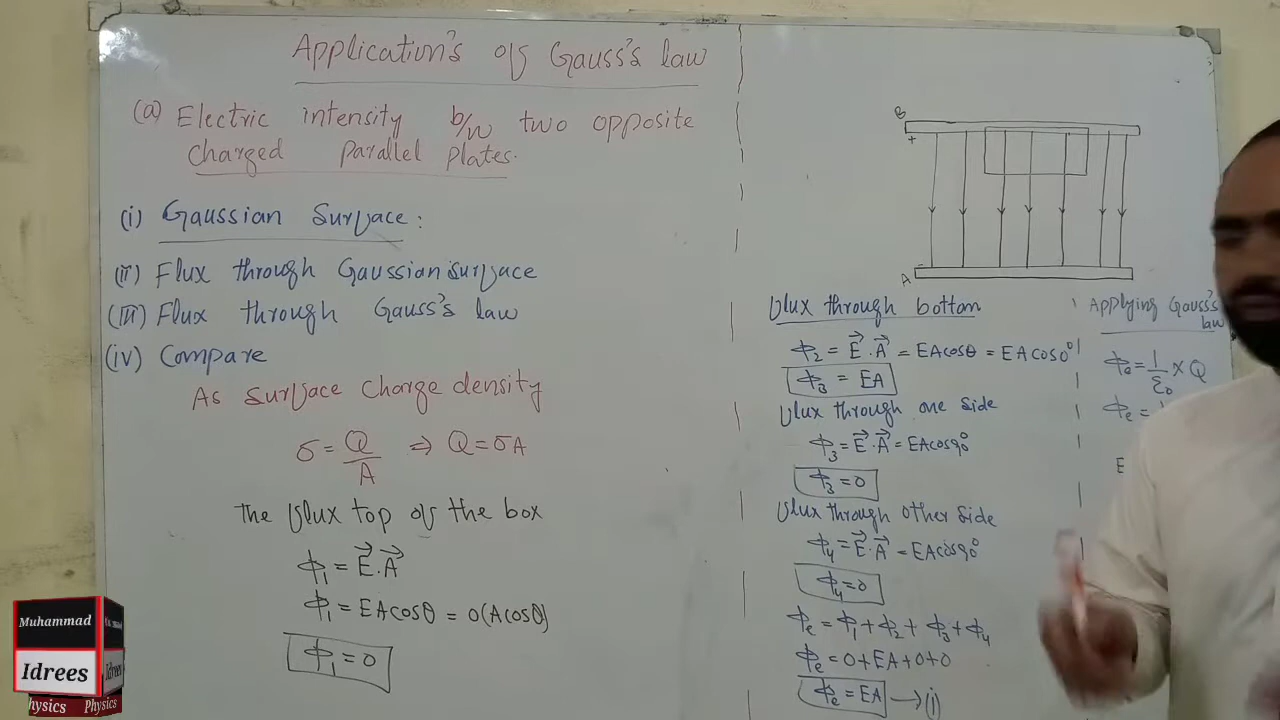 Application's of Gauss's law
(a) Electric intensity b/w two opposite
charged parallel plates.
(i) Gaussian Surface:
(ii) Flux through Gaussian surface
(III) Flux through Gauss's law
(iv) Compare
As surface charge density
σ = Q/A ⇒ Q = σA
The flux top of the box
ϕ₁ = E⃗.A⃗
ϕ₁ = EAcosθ = 0(Acosθ)
ϕ₁ = 0
B
+
-
A
flux through bottom
ϕ₂ = E⃗.A⃗ = EAcosθ = EAcos0°
ϕ₃ = EA
flux through one side
ϕ₃ = E⃗.A⃗ = EAcos90°
ϕ₃ = 0
flux through other side
ϕ₄ = E⃗.A⃗ = EAcos90°
ϕ₄ = 0
ϕₑ = ϕ₁ + ϕ₂ + ϕ₃ + ϕ₄
ϕₑ = 0+EA+0+0
ϕₑ = EA → (i)
Applying Gauss's
law
ϕₑ = 1/ε₀ × Q
ϕₑ =
E
Muhammad
Idrees
Physics
Physics